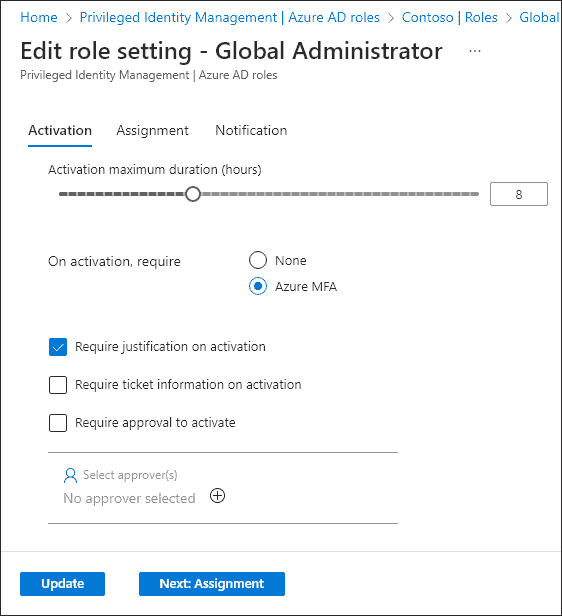 Home > Privileged Identity Management | Azure AD roles > Contoso | Roles > Global
Edit role setting - Global Administrator ...
Privileged Identity Management | Azure AD roles
Activation Assignment Notification
Activation maximum duration (hours)
8
On activation, require
None
Azure MFA
Require justification on activation
Require ticket information on activation
Require approval to activate
Select approver(s)
No approver selected
Update Next: Assignment